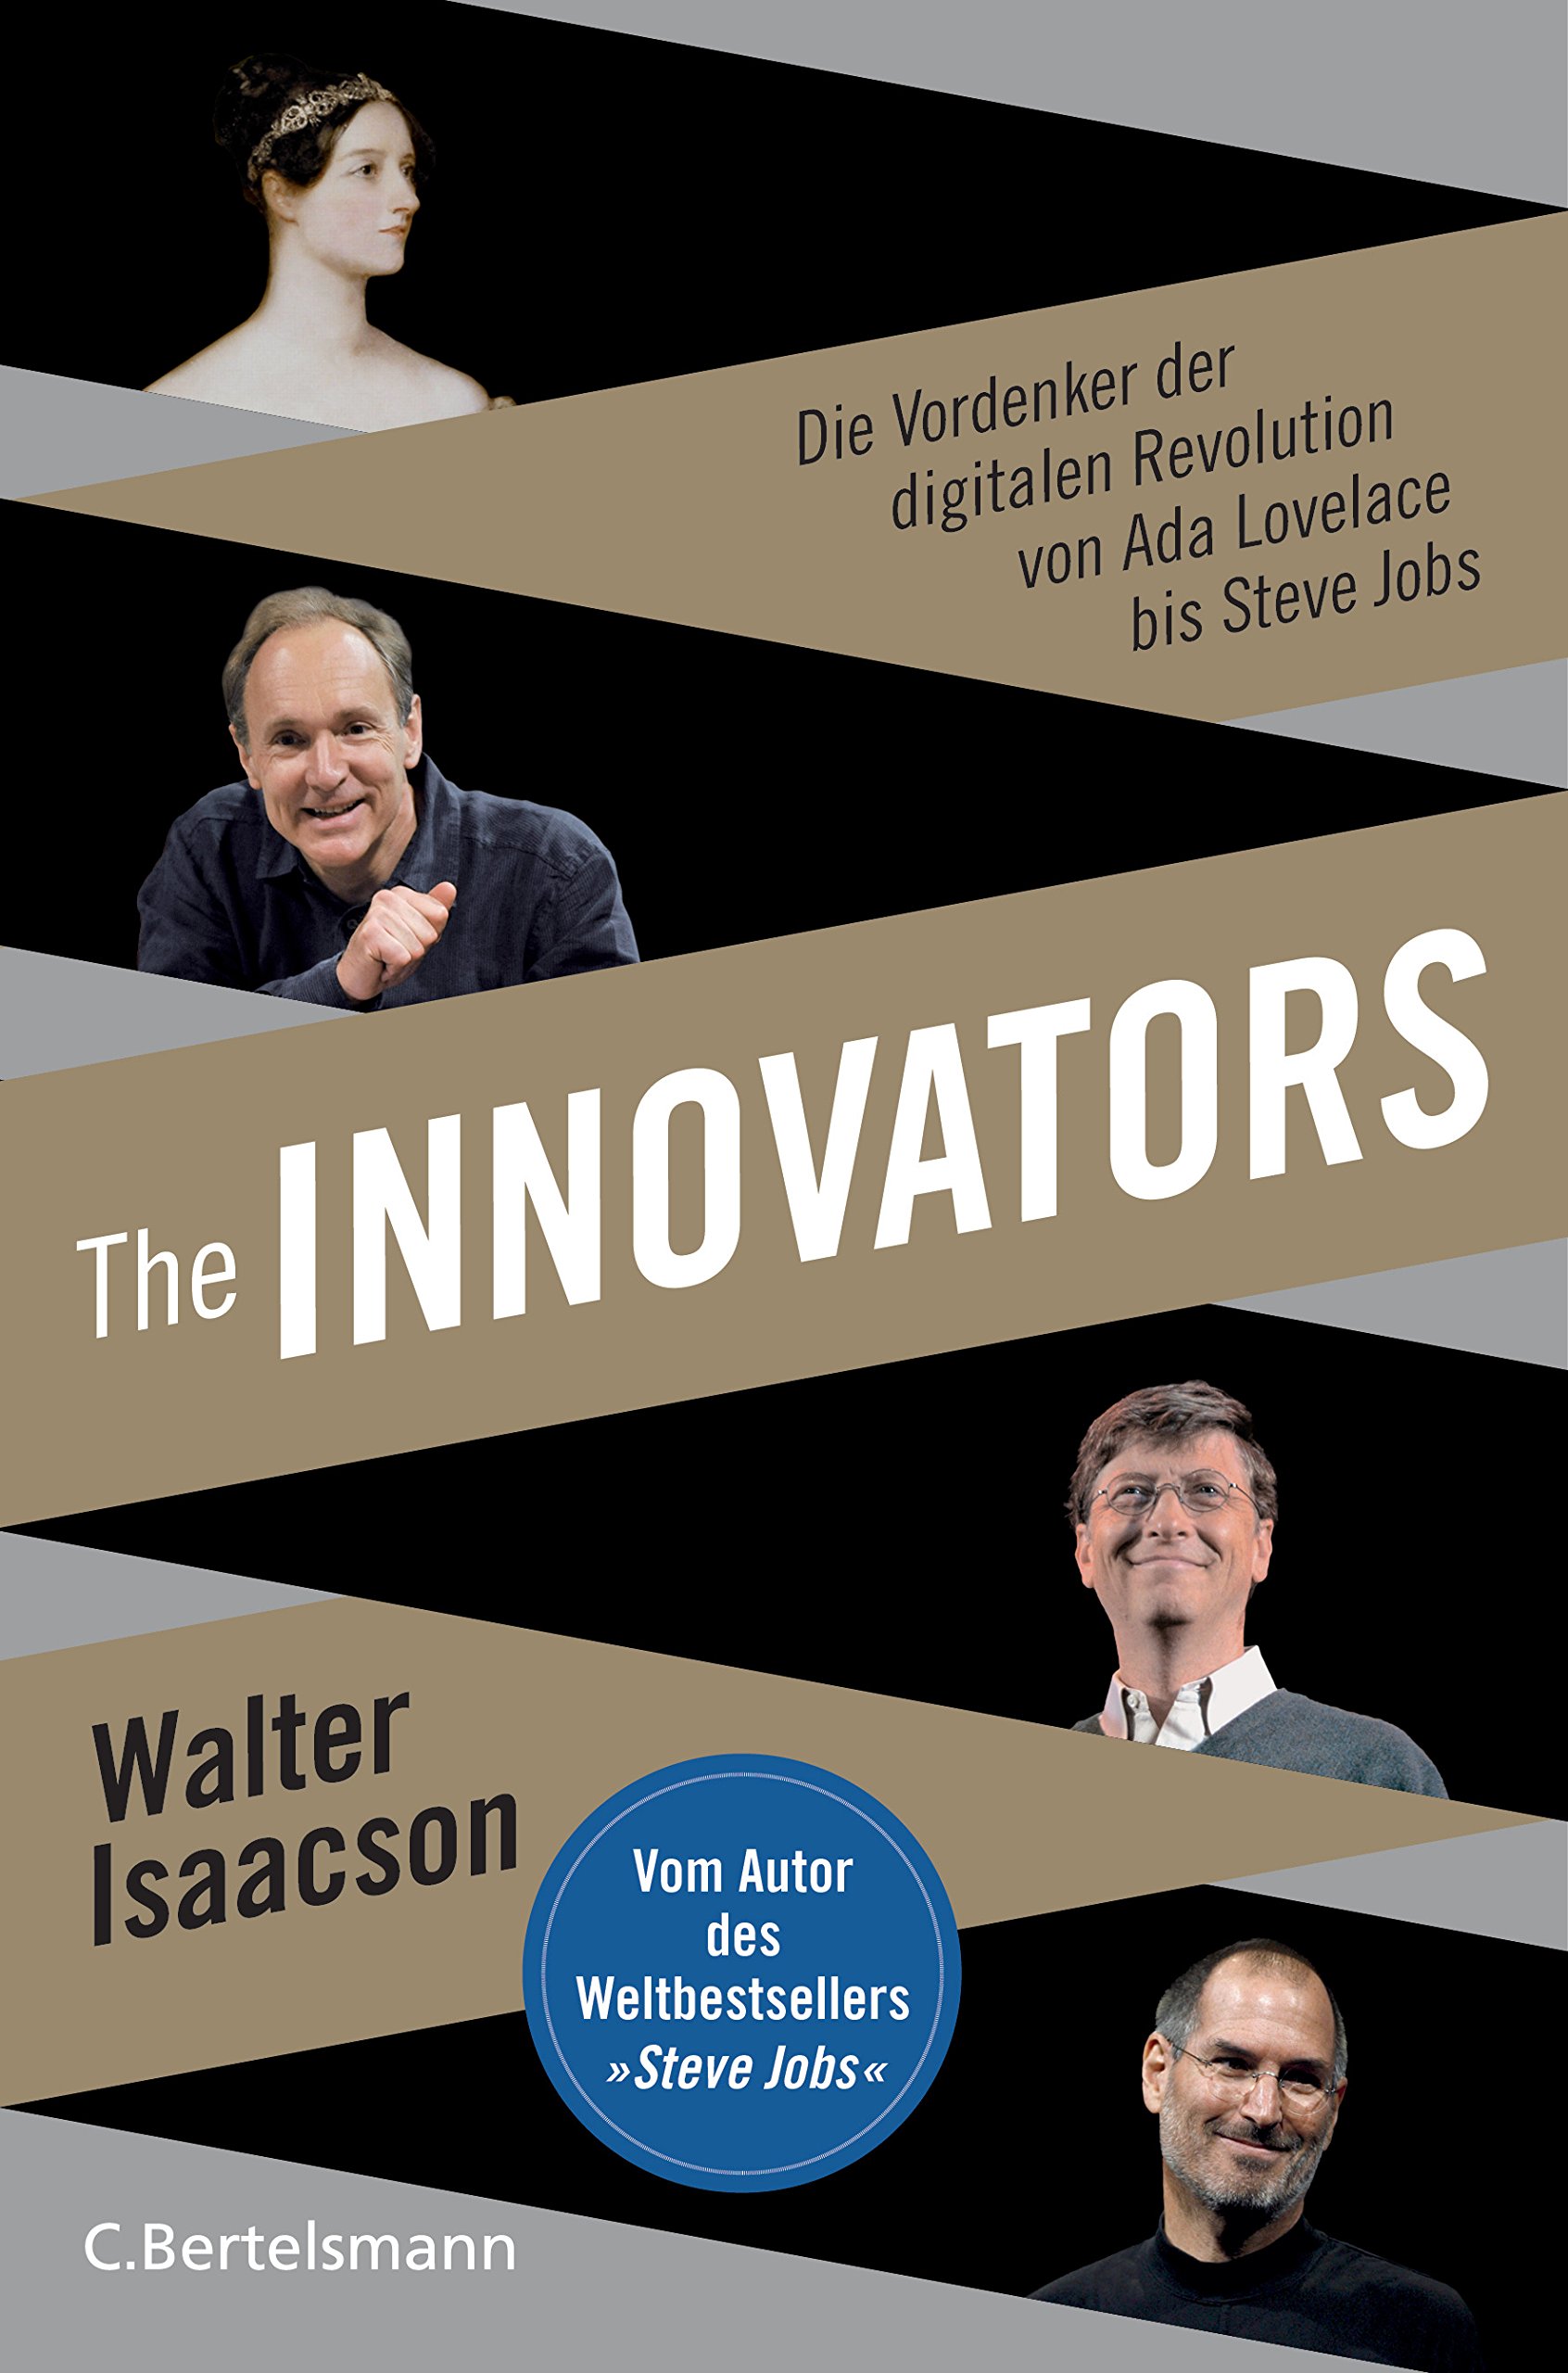 Die Vordenker der
digitalen Revolution
von Ada Lovelace
bis Steve Jobs
The INNOVATORS
Walter
Isaacson
Vom Autor
des
Weltbestsellers
»Steve Jobs«
C.Bertelsmann